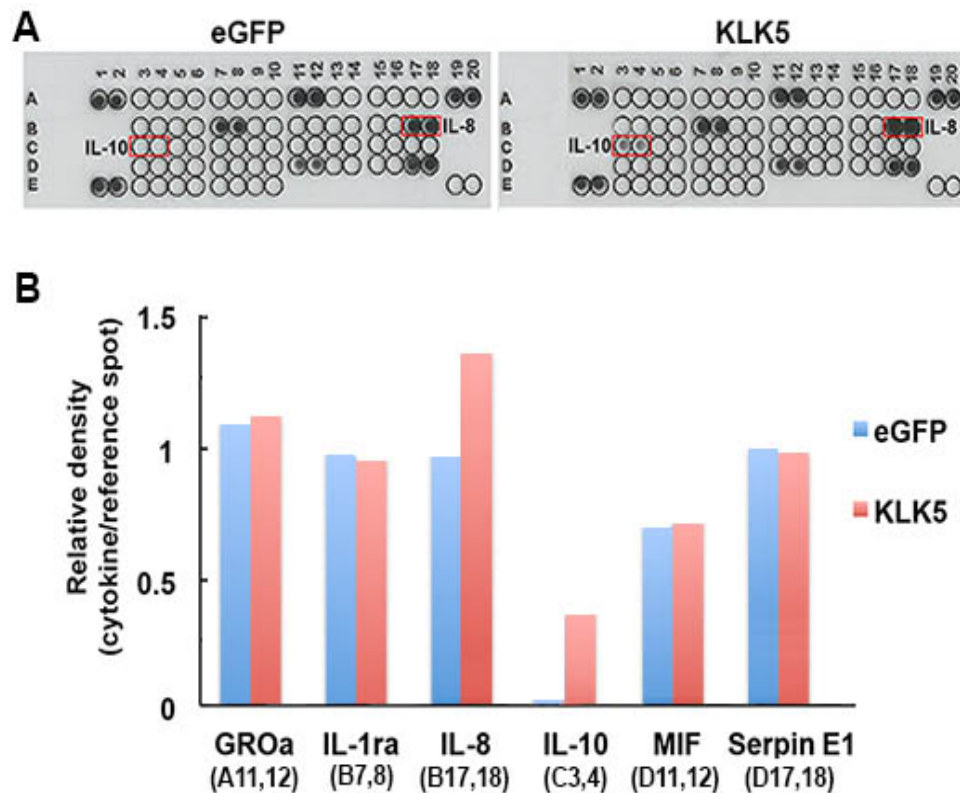 A
eGFP
KLK5
1 2 3 4 5 6 7 8 9 10 11 12 13 14 15 16 17 18 19 20
1 2 3 4 5 6 7 8 9 10 11 12 13 14 15 16 17 18 19 20
A
B
IL-8
IL-10 C
D
E
A
B
IL-8
IL-10 C
D
E
B
Relative density
(cytokine/reference spot)
1.5
1
0.5
0
eGFP
KLK5
GROa IL-1ra IL-8 IL-10 MIF Serpin E1
(A11,12) (B7,8) (B17,18) (C3,4) (D11,12) (D17,18)